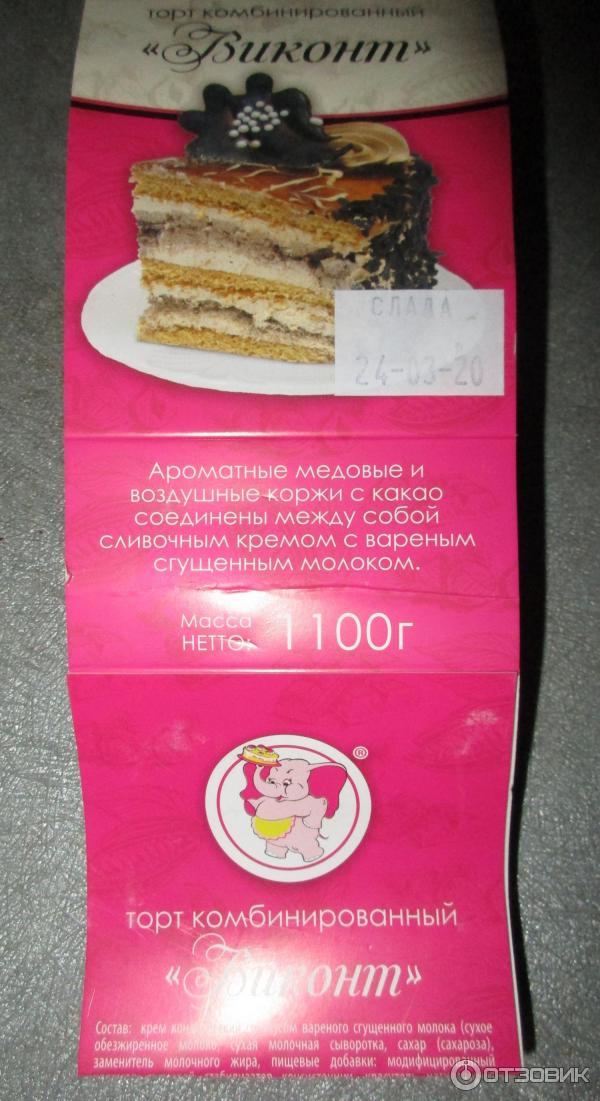 торт комбинированный
«Виконт»
СЛАДА
24-03-20
Ароматные медовые и
воздушные коржи с какао
соединены между собой
сливочным кремом с вареным
сгущенным молоком.
Масса
НЕТТО: 1100г
®
торт комбинированный
«Виконт»
Состав: крем вареного сгущенного молока (сухое
обезжиренное молоко, сухая молочная сыворотка, сахар (сахароза),
заменитель молочного жира, пищевые добавки: модифицированный
ОТЗОВИК